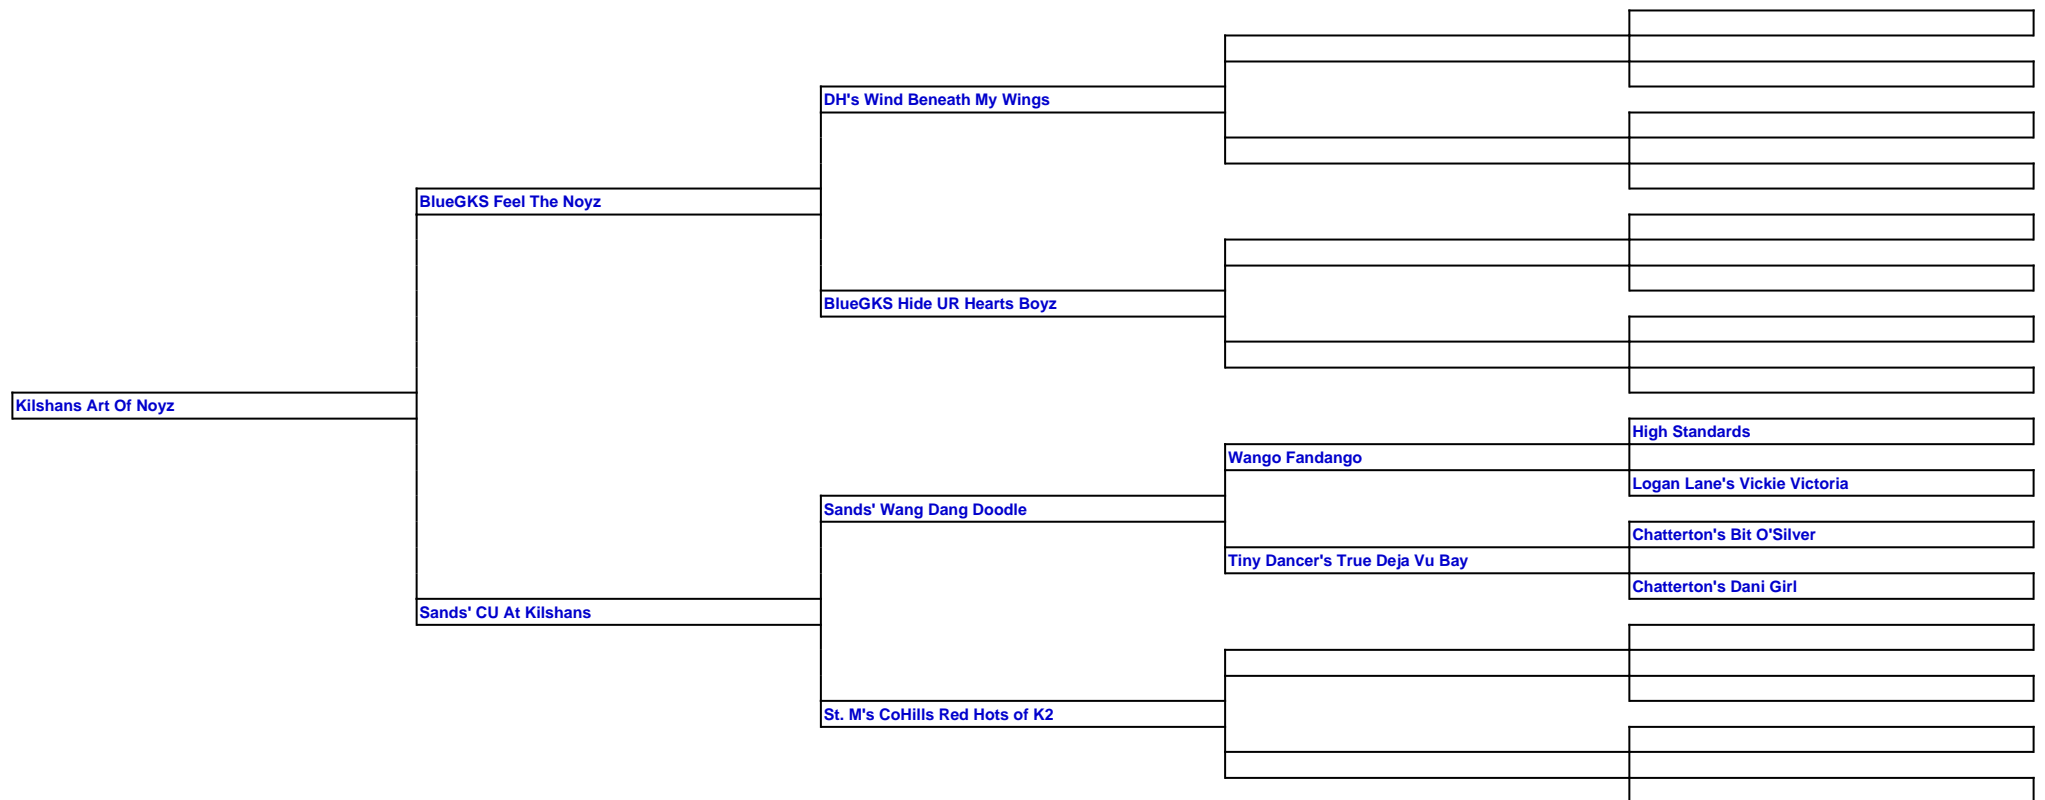 DH's Wind Beneath My Wings
BlueGKS Feel The Noyz
BlueGKS Hide UR Hearts Boyz
Kilshans Art Of Noyz
High Standards
Wango Fandango
Logan Lane's Vickie Victoria
Sands' Wang Dang Doodle
Chatterton's Bit O'Silver
Tiny Dancer's True Deja Vu Bay
Chatterton's Dani Girl
Sands' CU At Kilshans
St. M's CoHills Red Hots of K2